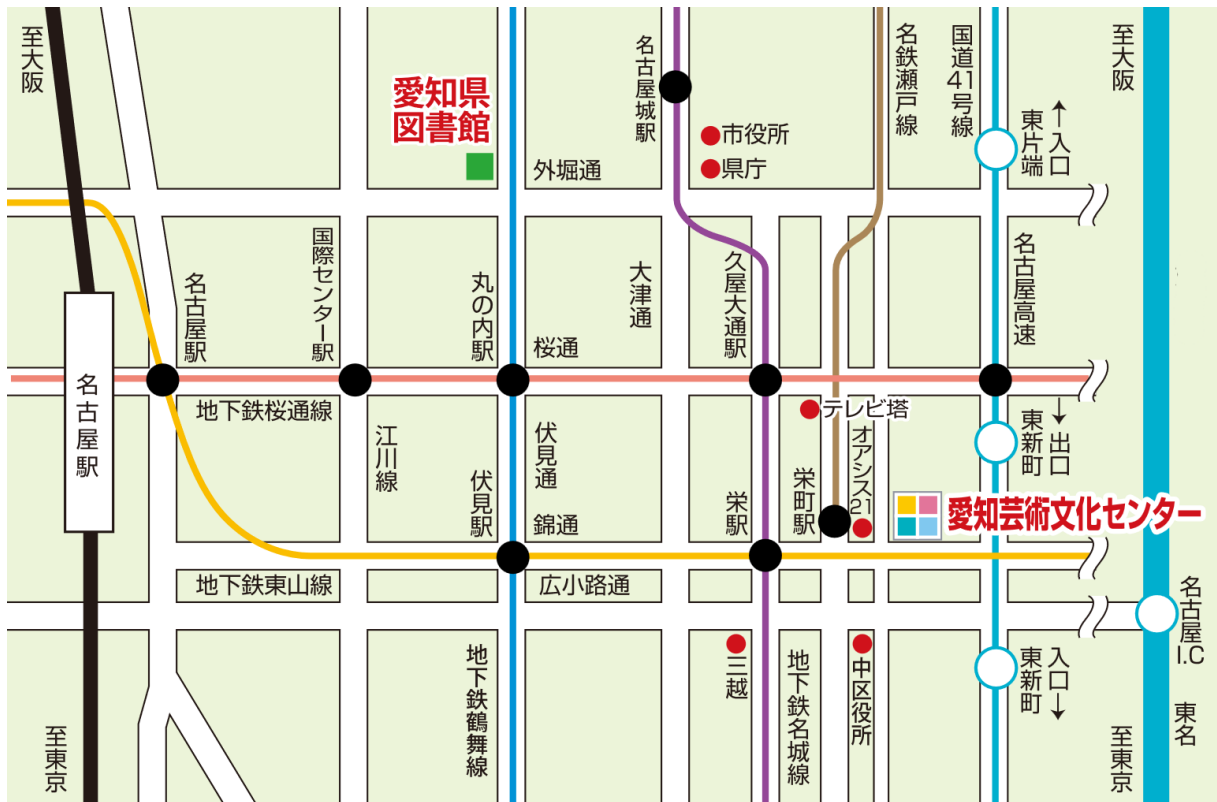 至大阪
愛知県
図書館
名古屋城駅
市役所
県庁
名鉄瀬戸線
国道41号線
東片端
↑入口
至大阪
外堀通
名古屋駅
国際センター駅
丸の内駅
桜通
大津通
久屋大通駅
名古屋高速
名古屋駅
地下鉄桜通線
江川線
伏見駅
伏見通
錦通
栄駅
テレビ塔
栄町駅
オアシス21
東新町
↓出口
愛知芸術文化センター
地下鉄東山線
広小路通
名古屋I.C
至東京
地下鉄鶴舞線
三越
地下鉄名城線
中区役所
東新町
入口↓
至東京
東名